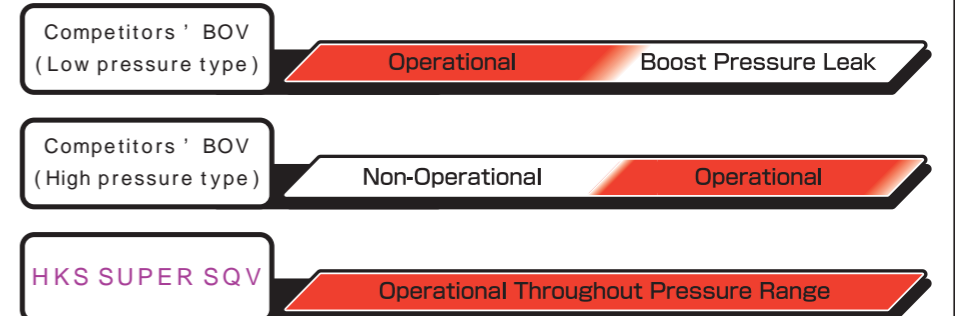 Competitors ’ BOV
(Low pressure type)
Operational
Boost Pressure Leak
Competitors ’ BOV
(High pressure type)
Non-Operational
Operational
HKS SUPER SQV
Operational Throughout Pressure Range